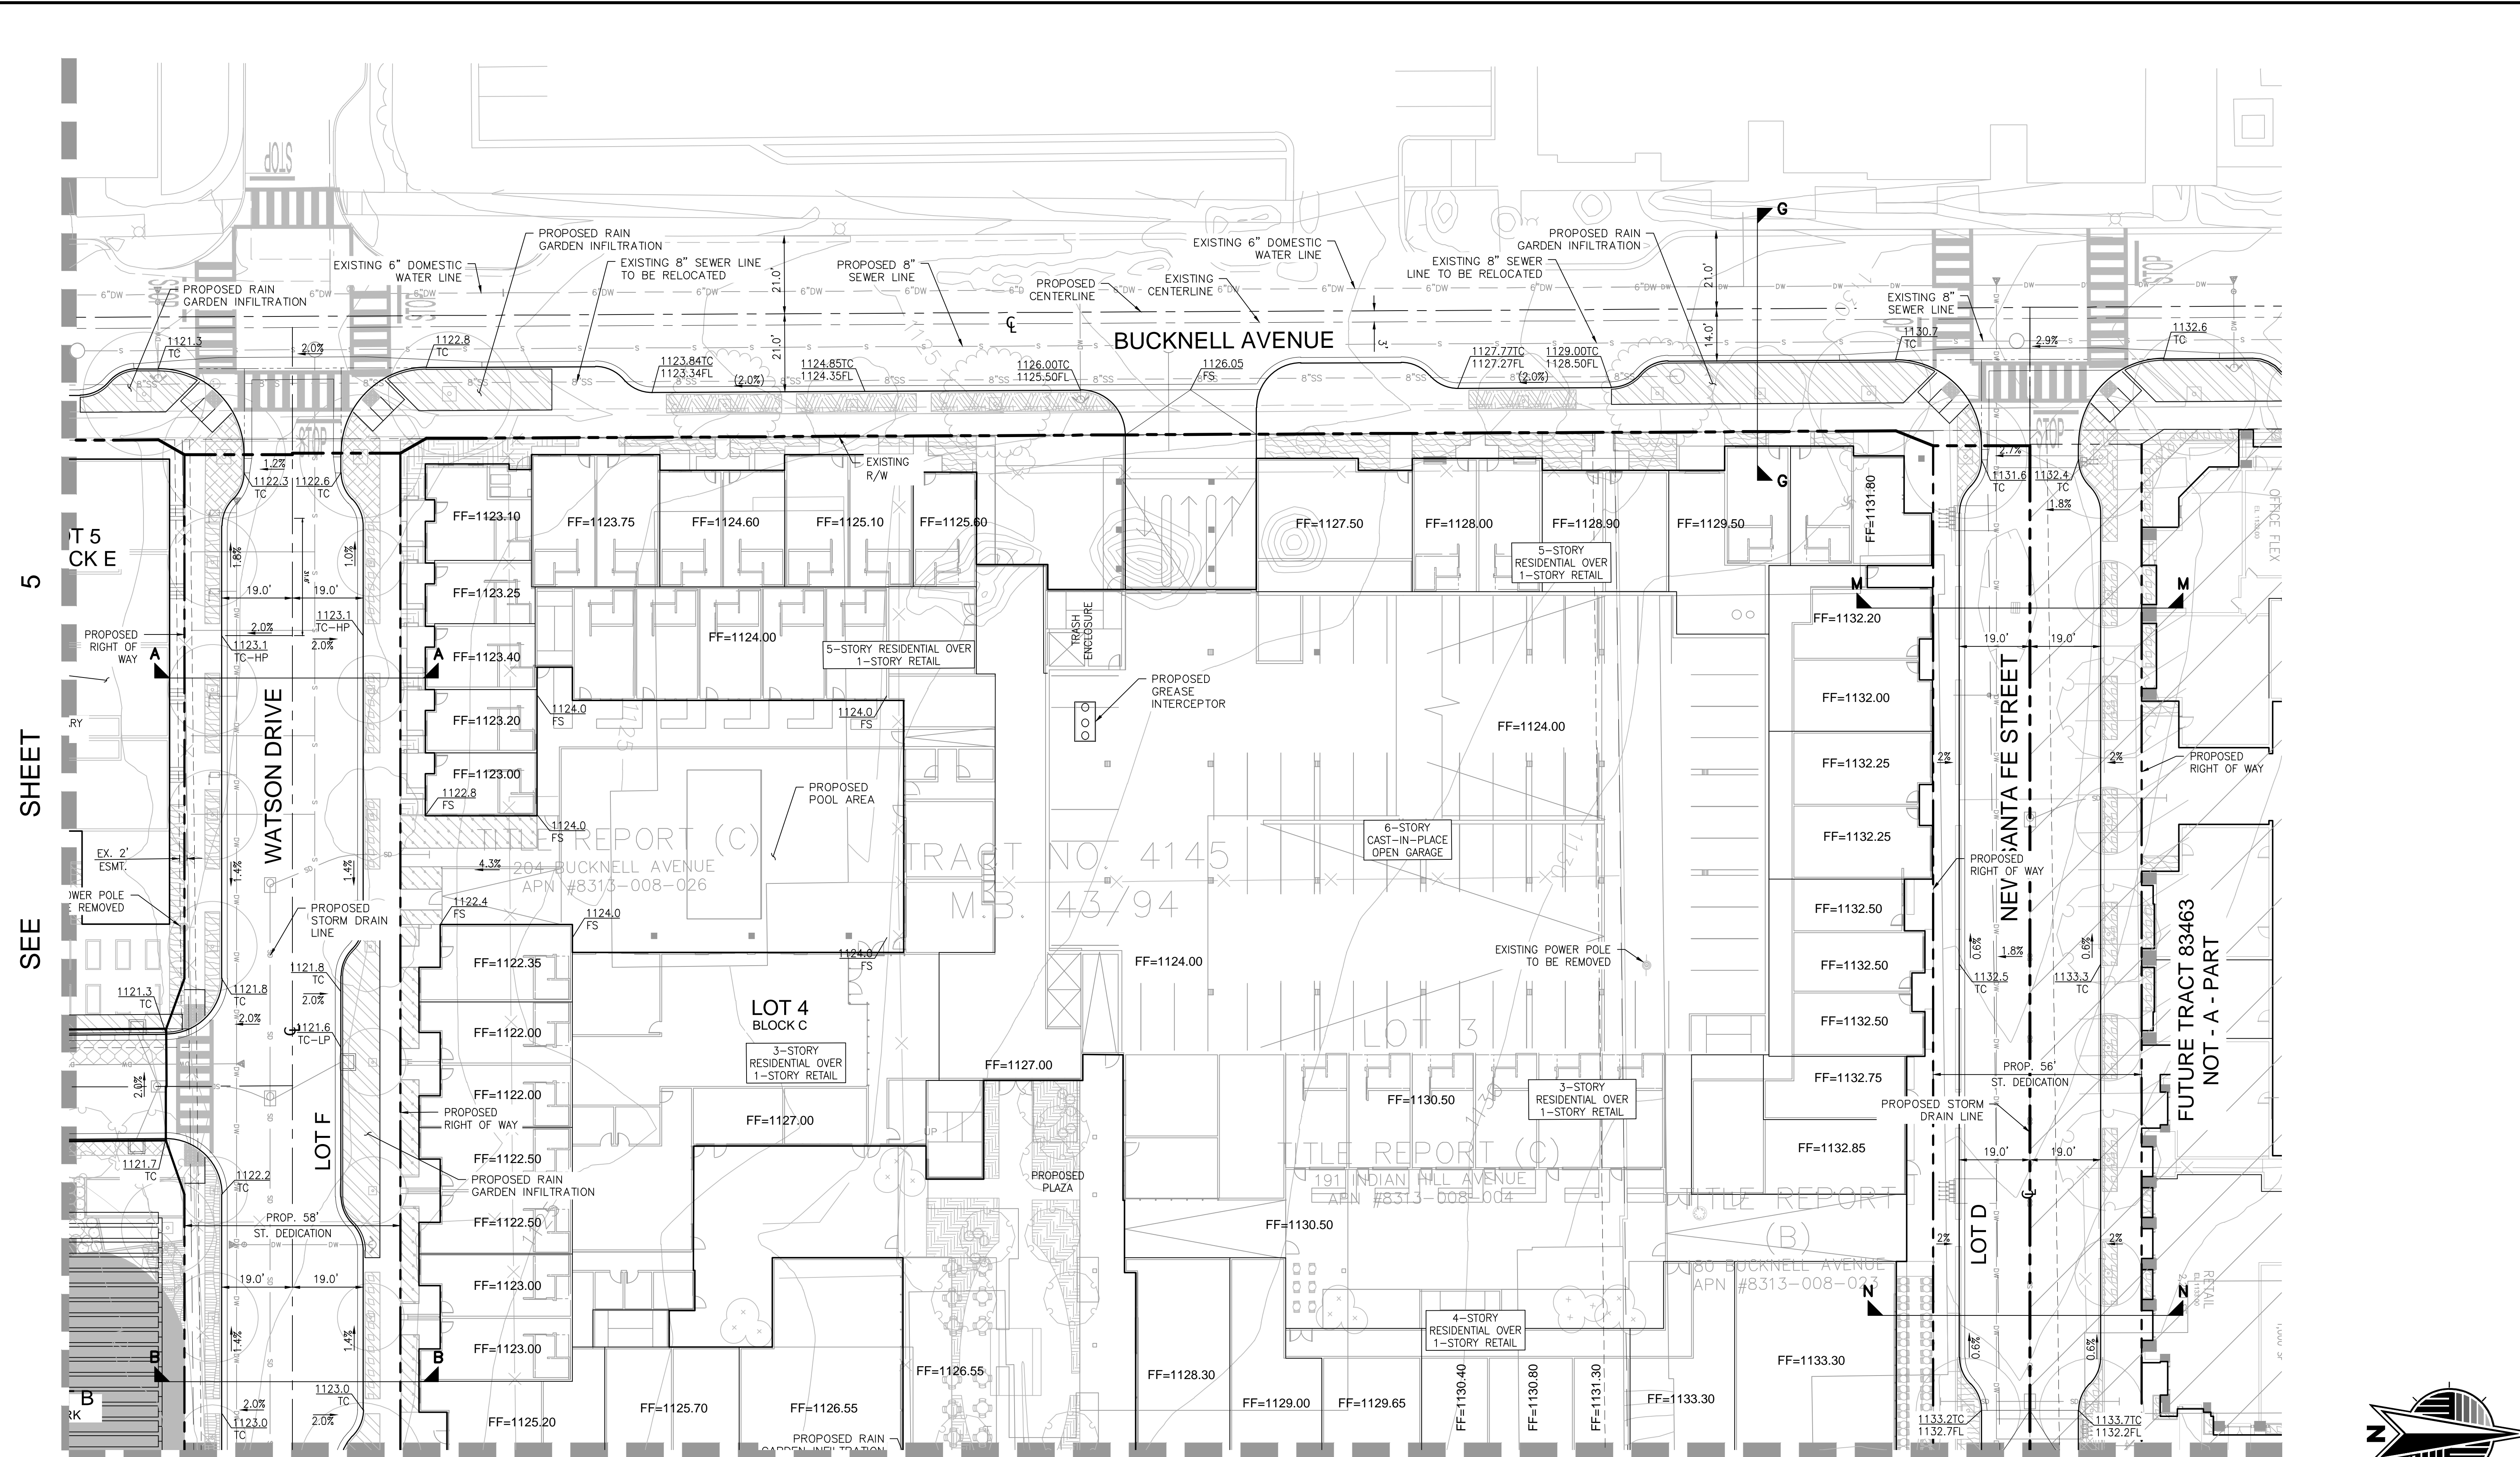 STOP
PROPOSED RAIN
GARDEN INFILTRATION
EXISTING 6" DOMESTIC
WATER LINE
PROPOSED RAIN
GARDEN INFILTRATION
EXISTING 8" SEWER LINE
TO BE RELOCATED
PROPOSED 8"
SEWER LINE
21.0'
21.0'
PROPOSED
CENTERLINE
EXISTING
CENTERLINE
EXISTING 6" DOMESTIC
WATER LINE
EXISTING 8" SEWER
LINE TO BE RELOCATED
PROPOSED RAIN
GARDEN INFILTRATION
G
21.0'
14.0'
3'
EXISTING 8"
SEWER LINE
BUCKNELL AVENUE
1121.3
TC
2.0%
1122.8
TC
1123.84TC
1123.34FL
(2.0%)
1124.85TC
1124.35FL
1126.00TC
1125.50FL
1126.05
FS
1127.77TC
1127.27FL
1129.00TC
1128.50FL
(2.0%)
1130.7
TC
2.9%
1132.6
TC
STOP
STOP
1.2%
1122.3
TC
1122.6
TC
EXISTING
R/W
G
2.7%
1131.6
TC
1132.4
TC
1.8%
FF=1123.10
FF=1123.75
FF=1124.60
FF=1125.10
FF=1125.60
FF=1127.50
FF=1128.00
FF=1128.90
FF=1129.50
FF=1131.80
OFFICE FLEX
OT 5
CK E
1.8%
1.0%
5-STORY
RESIDENTIAL OVER
1-STORY RETAIL
19.0'
19.0'
FF=1123.25
M
M
2.0%
1123.1
TC-HP
1123.1
TC-HP
2.0%
FF=1124.00
5-STORY RESIDENTIAL OVER
1-STORY RETAIL
TRASH
ENCLOSURE
FF=1132.20
19.0'
19.0'
PROPOSED
RIGHT OF
WAY
A
A
FF=1123.40
PROPOSED
GREASE
INTERCEPTOR
FF=1132.00
FF=1123.20
1124.0
FS
1124.0
FS
FF=1124.00
WATSON DRIVE
NEW SANTA FE STREET
1125
FF=1123.00
1122.8
FS
1124.0
FS
PROPOSED
POOL AREA
FF=1132.25
2%
2%
PROPOSED
RIGHT OF WAY
TITLE REPORT (C)
204 BUCKNELL AVENUE
APN #8313-008-026
TRACT NO. 4145
M.B. 43/94
6-STORY
CAST-IN-PLACE
OPEN GARAGE
FF=1132.25
EX. 2'
ESMT.
1.4%
1.4%
4.3%
PROPOSED
RIGHT OF WAY
OWER POLE
E REMOVED
PROPOSED
STORM DRAIN
LINE
1122.4
FS
1124.0
FS
FF=1132.50
1124.0
FS
FF=1122.35
FF=1124.00
EXISTING POWER POLE
TO BE REMOVED
FF=1132.50
0.6%
1.8%
0.6%
1132.5
TC
1133.3
TC
1121.3
TC
1121.8
TC
1121.8
TC
2.0%
2.0%
1121.6
TC-LP
LOT 4
BLOCK C
FF=1122.00
LOT 3
FF=1132.50
FUTURE TRACT 83463
NOT - A - PART
3-STORY
RESIDENTIAL OVER
1-STORY RETAIL
FF=1127.00
2.0%
FF=1122.00
FF=1130.50
3-STORY
RESIDENTIAL OVER
1-STORY RETAIL
FF=1132.75
PROP. 56'
ST. DEDICATION
PROPOSED
RIGHT OF WAY
FF=1127.00
UP
PROPOSED STORM
DRAIN LINE
LOT F
1121.7
TC
1122.2
TC
FF=1122.50
PROPOSED RAIN
GARDEN INFILTRATION
PROPOSED
PLAZA
TITLE REPORT (C)
191 INDIAN HILL AVENUE
APN #8313-008-004
FF=1132.85
19.0'
19.0'
PROP. 58'
ST. DEDICATION
FF=1122.50
FF=1130.50
TITLE REPORT
(B)
180 BUCKNELL AVENUE
APN #8313-008-023
2%
LOT D
2%
19.0'
19.0'
FF=1123.00
N
N
RETAIL
4-STORY
RESIDENTIAL OVER
1-STORY RETAIL
1.4%
1.4%
FF=1123.00
0.6%
0.6%
B
B
FF=1126.55
FF=1128.30
FF=1130.40
FF=1130.80
FF=1131.30
FF=1133.30
B
RK
2.0%
1123.0
TC
1123.0
TC
2.0%
FF=1125.20
FF=1125.70
FF=1126.55
FF=1129.00
FF=1129.65
FF=1133.30
1133.2TC
1132.7FL
1133.7TC
1132.2FL
PROPOSED RAIN
GARDEN INFILTRATION
SEE SHEET 5
N